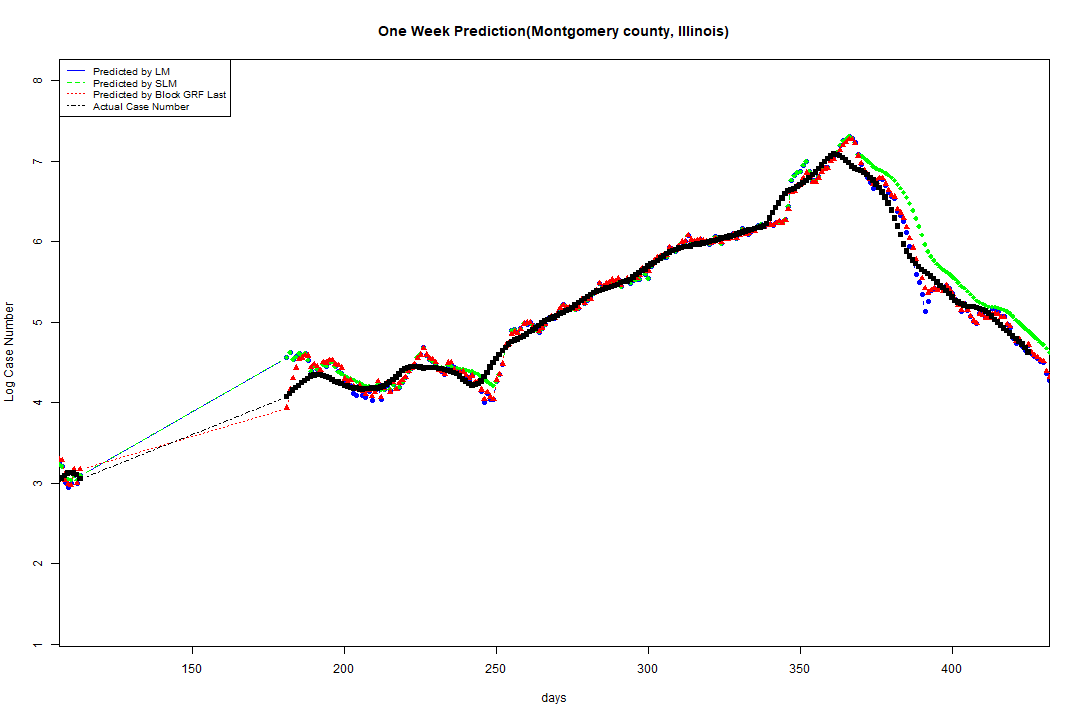 One Week Prediction(Montgomery county, Illinois)
Predicted by LM
Predicted by SLM
Predicted by Block GRF Last
Actual Case Number
8
7
6
5
4
3
2
1
Log Case Number
150 200 250 300 350 400
days